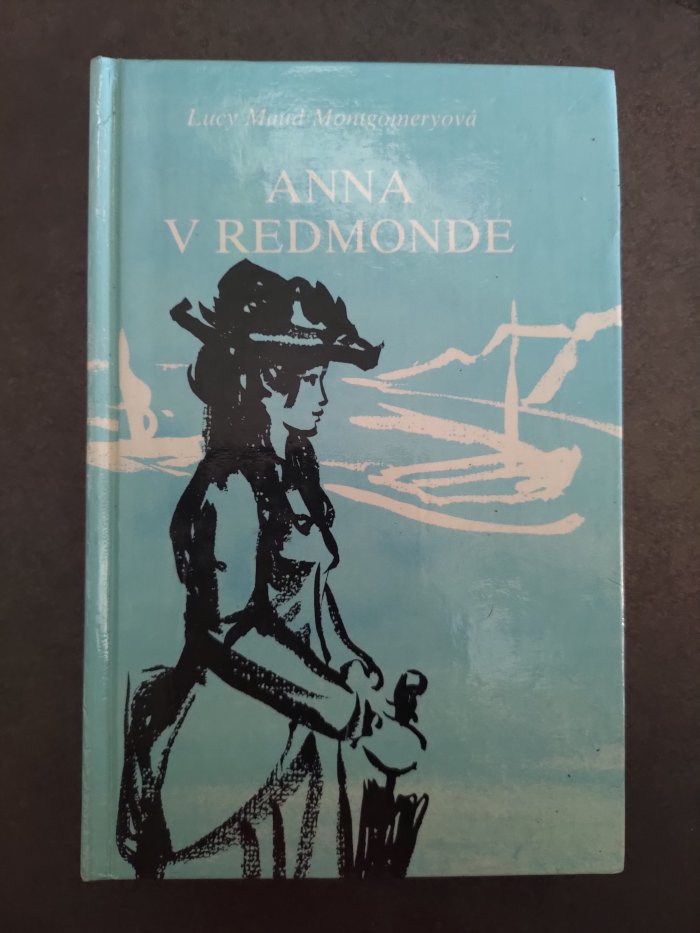 Lucy Maud Montgomeryová
ANNA
V REDMONDE